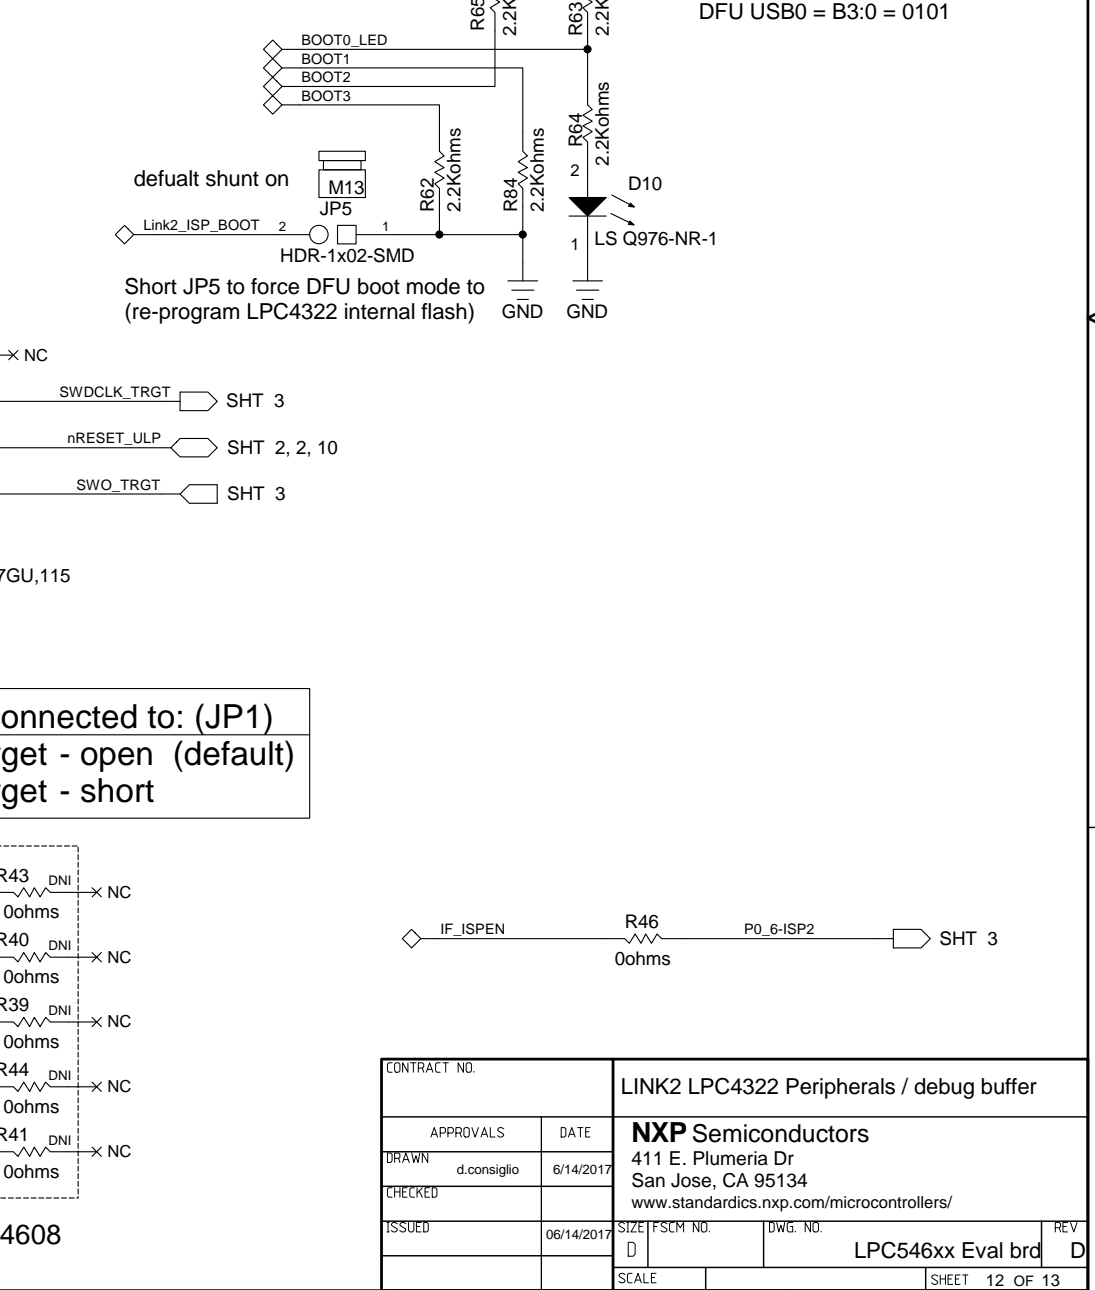 DFU USB0 = B3:0 = 0101
R65
2.2K
R63
2.2K
BOOT0_LED
BOOT1
BOOT2
BOOT3
R62
2.2Kohms
R84
2.2Kohms
R64
2.2Kohms
2
D10
1
LS Q976-NR-1
defualt shunt on
M13
JP5
Link2_ISP_BOOT
2
1
HDR-1x02-SMD
Short JP5 to force DFU boot mode to
(re-program LPC4322 internal flash)
GND
GND
NC
SWDCLK_TRGT
SHT 3
nRESET_ULP
SHT 2, 2, 10
SWO_TRGT
SHT 3
7GU,115
onnected to: (JP1)
get - open (default)
get - short
R43
DNI
NC
0ohms
R40
DNI
NC
0ohms
R39
DNI
NC
0ohms
R44
DNI
NC
0ohms
R41
DNI
NC
0ohms
4608
IF_ISPEN
R46
0ohms
P0_6-ISP2
SHT 3
CONTRACT NO.
LINK2 LPC4322 Peripherals / debug buffer
APPROVALS
DATE
DRAWN
d.consiglio
6/14/2017
CHECKED
ISSUED
06/14/2017
NXP Semiconductors
411 E. Plumeria Dr
San Jose, CA 95134
www.standardics.nxp.com/microcontrollers/
SIZE
D
FSCM NO.
DWG. NO.
LPC546xx Eval brd
REV
D
SCALE
SHEET 12 OF 13